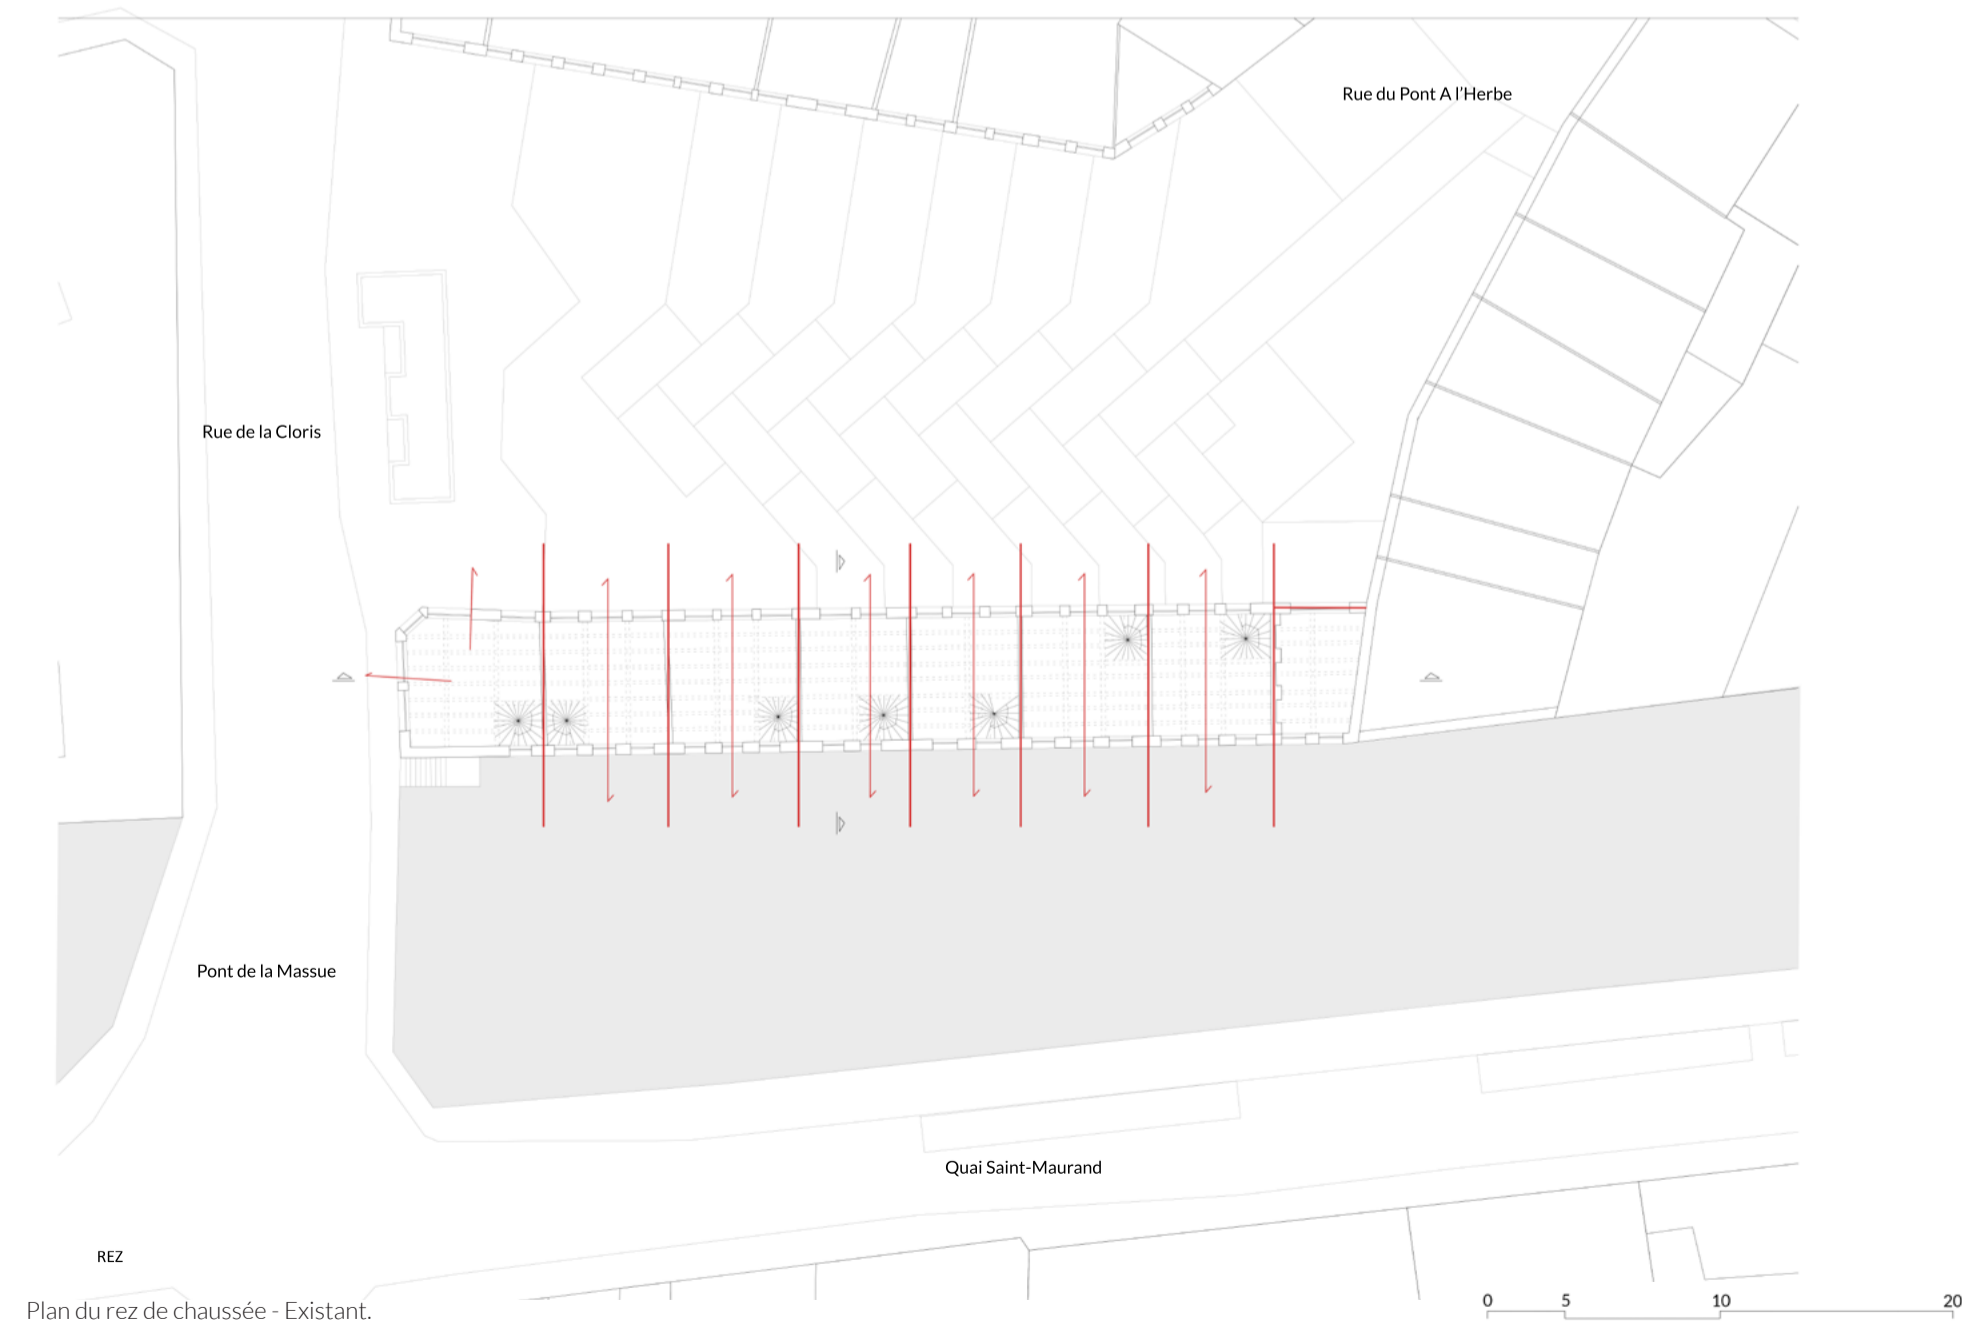 Rue du Pont A l'Herbe
Rue de la Cloris
Pont de la Massue
Quai Saint-Maurand
REZ
Plan du rez de chaussée - Existant.
0 5 10 20